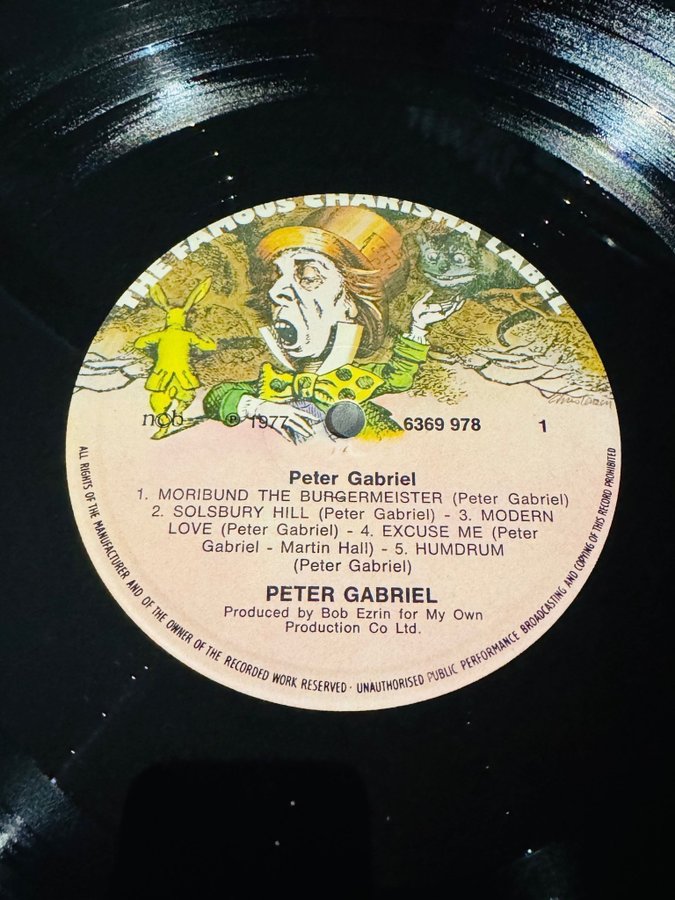 THE FAMOUS CHARISMA LABEL
ncb ℗ 1977 6369 978 1
Peter Gabriel
1. MORIBUND THE BURGERMEISTER (Peter Gabriel)
2. SOLSBURY HILL (Peter Gabriel) - 3. MODERN
LOVE (Peter Gabriel) - 4. EXCUSE ME (Peter
Gabriel - Martin Hall) - 5. HUMDRUM
(Peter Gabriel)
PETER GABRIEL
Produced by Bob Ezrin for My Own
Production Co Ltd.
ALL RIGHTS OF THE MANUFACTURER AND OF THE OWNER OF THE RECORDED WORK RESERVED · UNAUTHORISED PUBLIC PERFORMANCE BROADCASTING AND COPYING OF THIS RECORD PROHIBITED